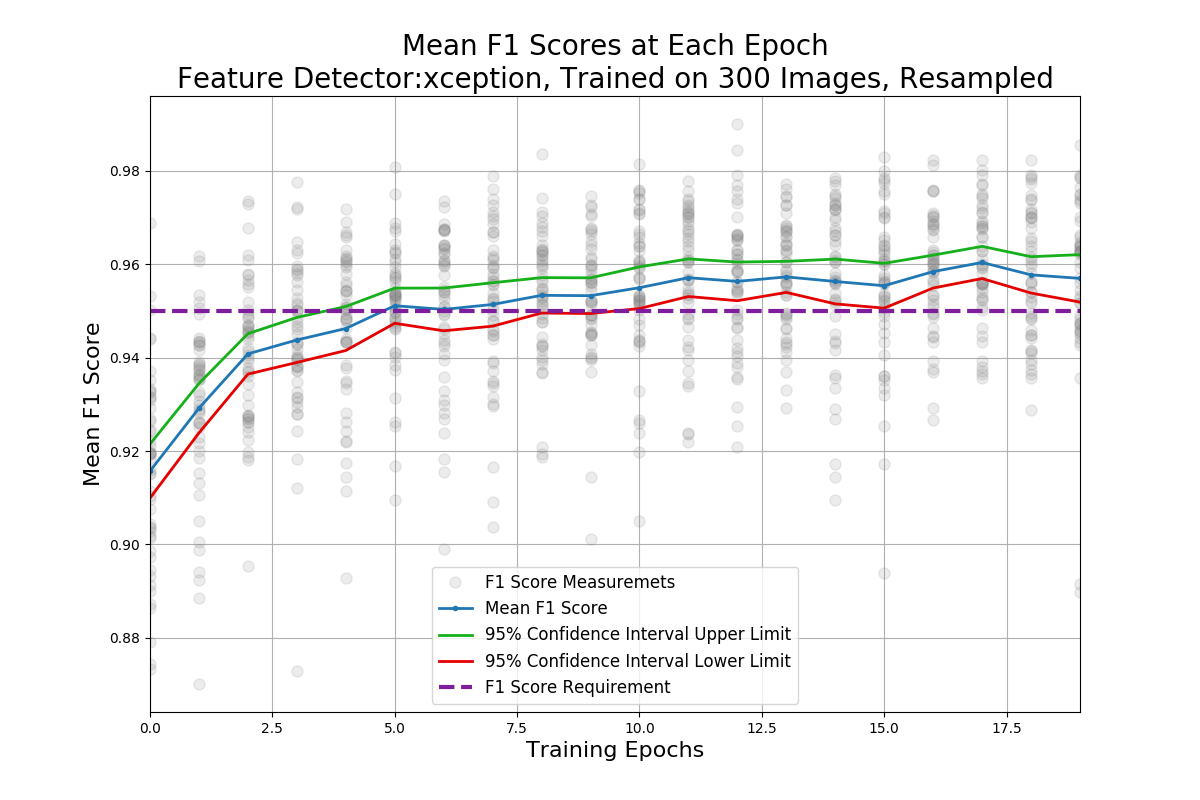 Mean F1 Scores at Each Epoch
Feature Detector:xception, Trained on 300 Images, Resampled
Mean F1 Score
0.98
0.96
0.94
0.92
0.90
0.88
F1 Score Measuremets
Mean F1 Score
95% Confidence Interval Upper Limit
95% Confidence Interval Lower Limit
F1 Score Requirement
0.0 2.5 5.0 7.5 10.0 12.5 15.0 17.5
Training Epochs